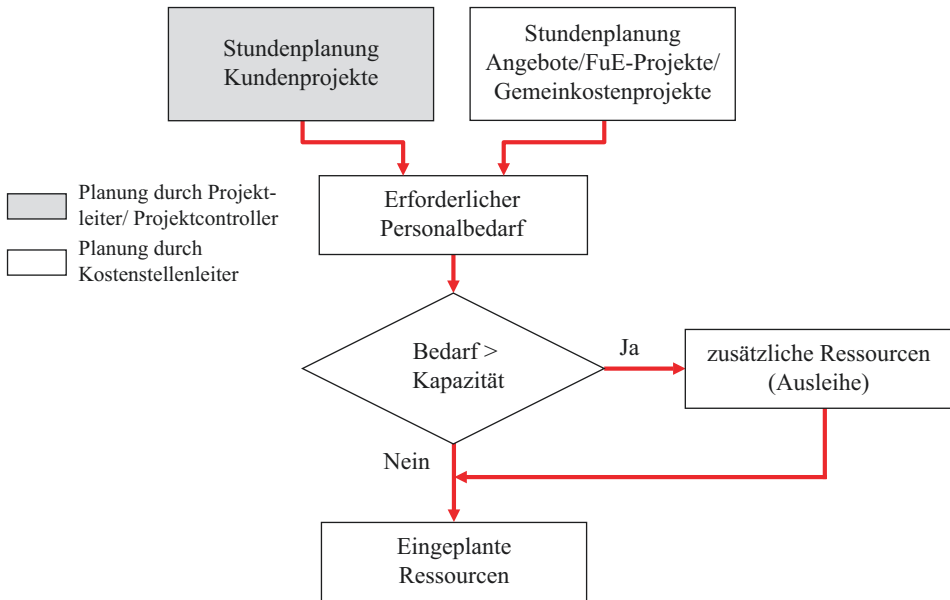 Stundenplanung
Kundenprojekte
Stundenplanung
Angebote/FuE-Projekte/
Gemeinkostenprojekte
Planung durch Projekt-
leiter/ Projektcontroller
Planung durch
Kostenstellenleiter
Erforderlicher
Personalbedarf
Bedarf >
Kapazität
Ja
zusätzliche Ressourcen
(Ausleihe)
Nein
Eingeplante
Ressourcen